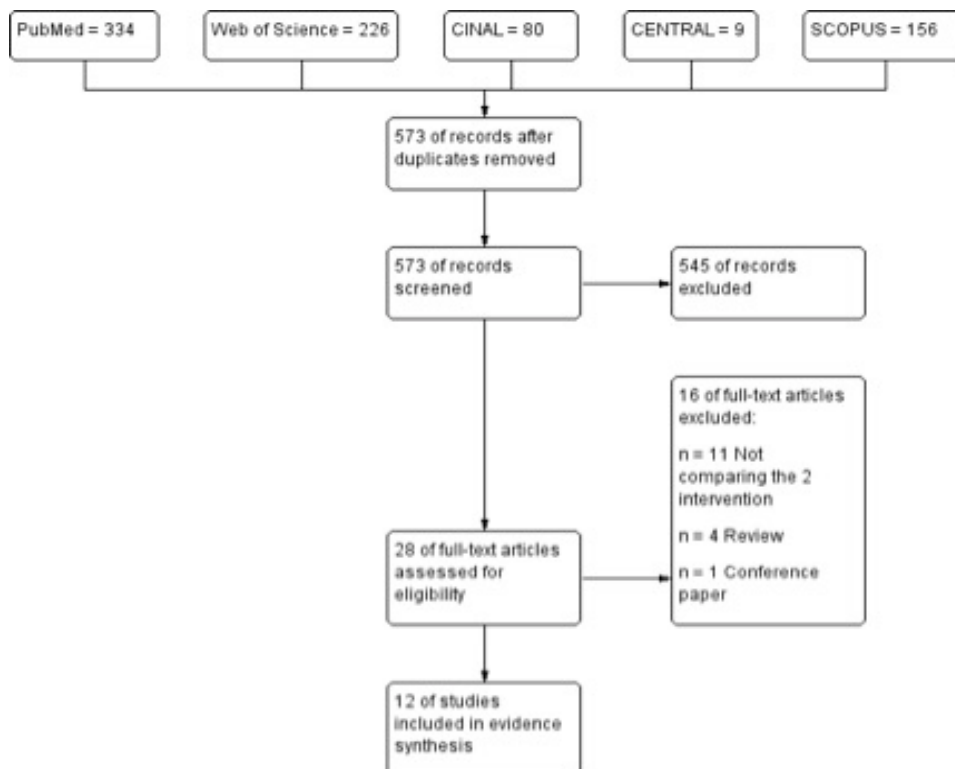 PubMed = 334
Web of Science = 226
CINAL = 80
CENTRAL = 9
SCOPUS = 156
573 of records after
duplicates removed
573 of records
screened
545 of records
excluded
16 of full-text articles
excluded:
n = 11 Not
comparing the 2
intervention
n = 4 Review
n = 1 Conference
paper
28 of full-text articles
assessed for
eligibility
12 of studies
included in evidence
synthesis